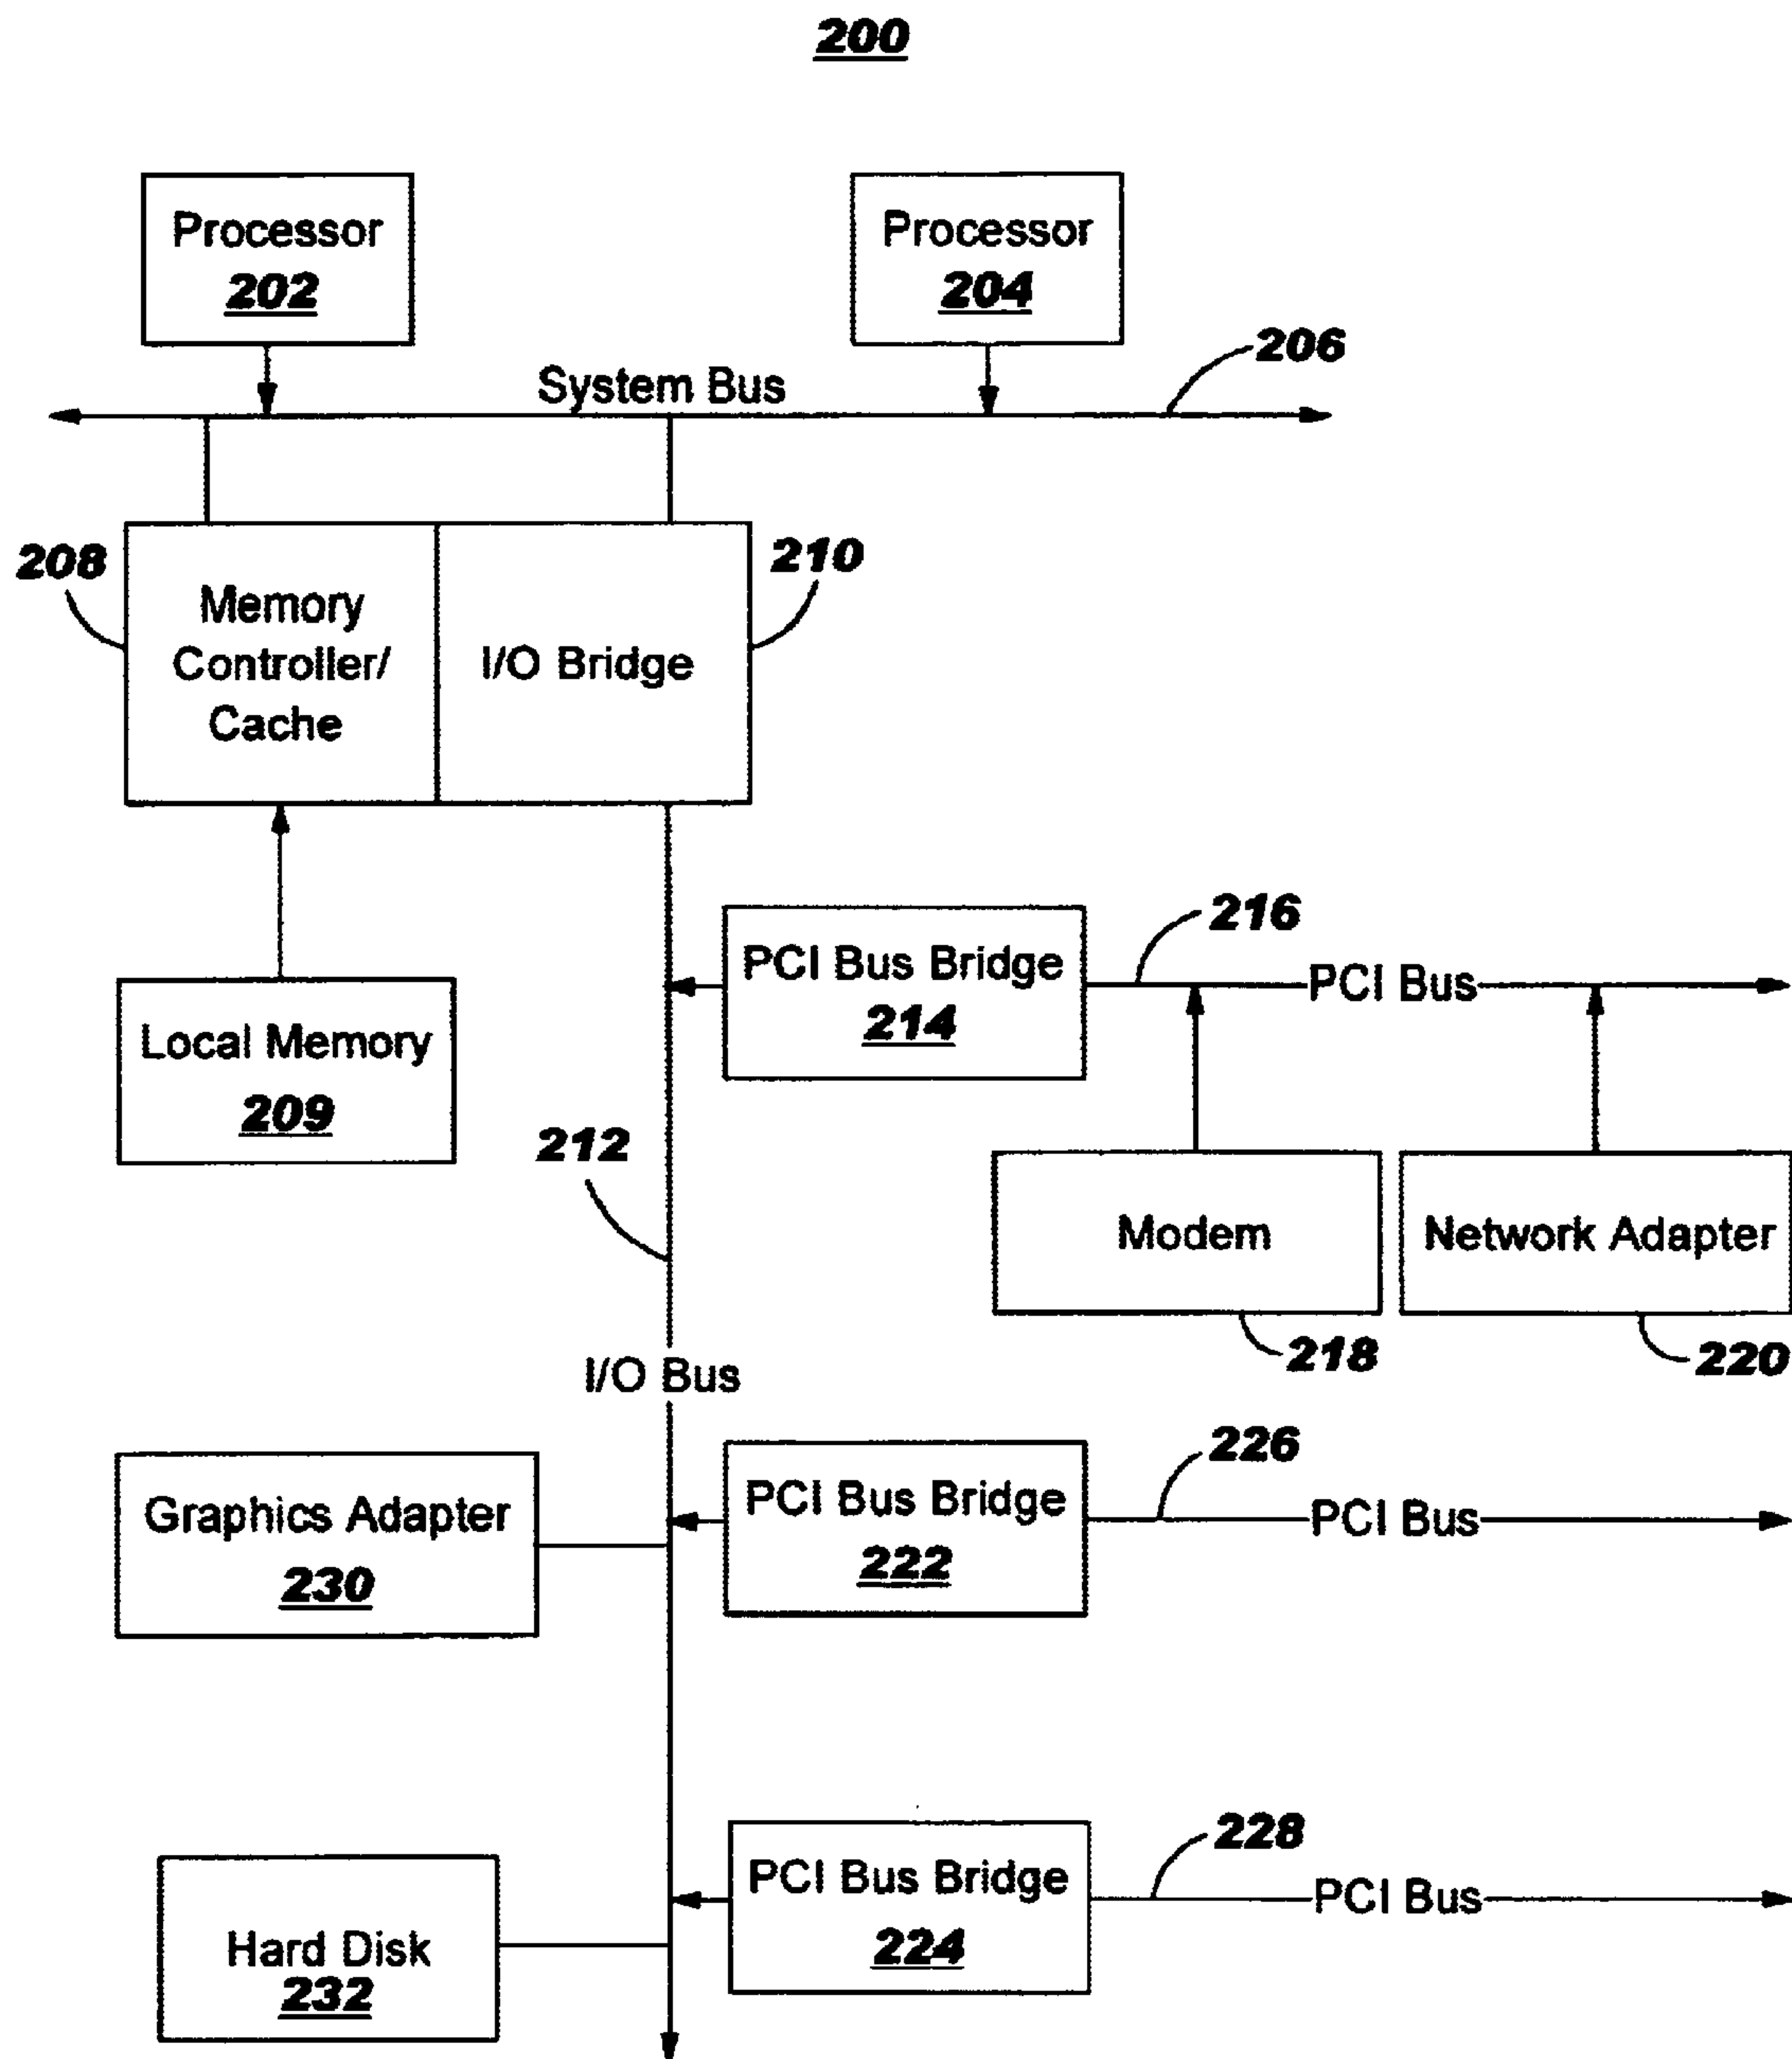 200
Processor
202
Processor
204
206
System Bus
208
Memory
Controller/
Cache
I/O Bridge
210
Local Memory
209
212
PCI Bus Bridge
214
216
PCI Bus
Modem
218
Network Adapter
220
I/O Bus
Graphics Adapter
230
PCI Bus Bridge
222
226
PCI Bus
Hard Disk
232
PCI Bus Bridge
224
228
PCI Bus